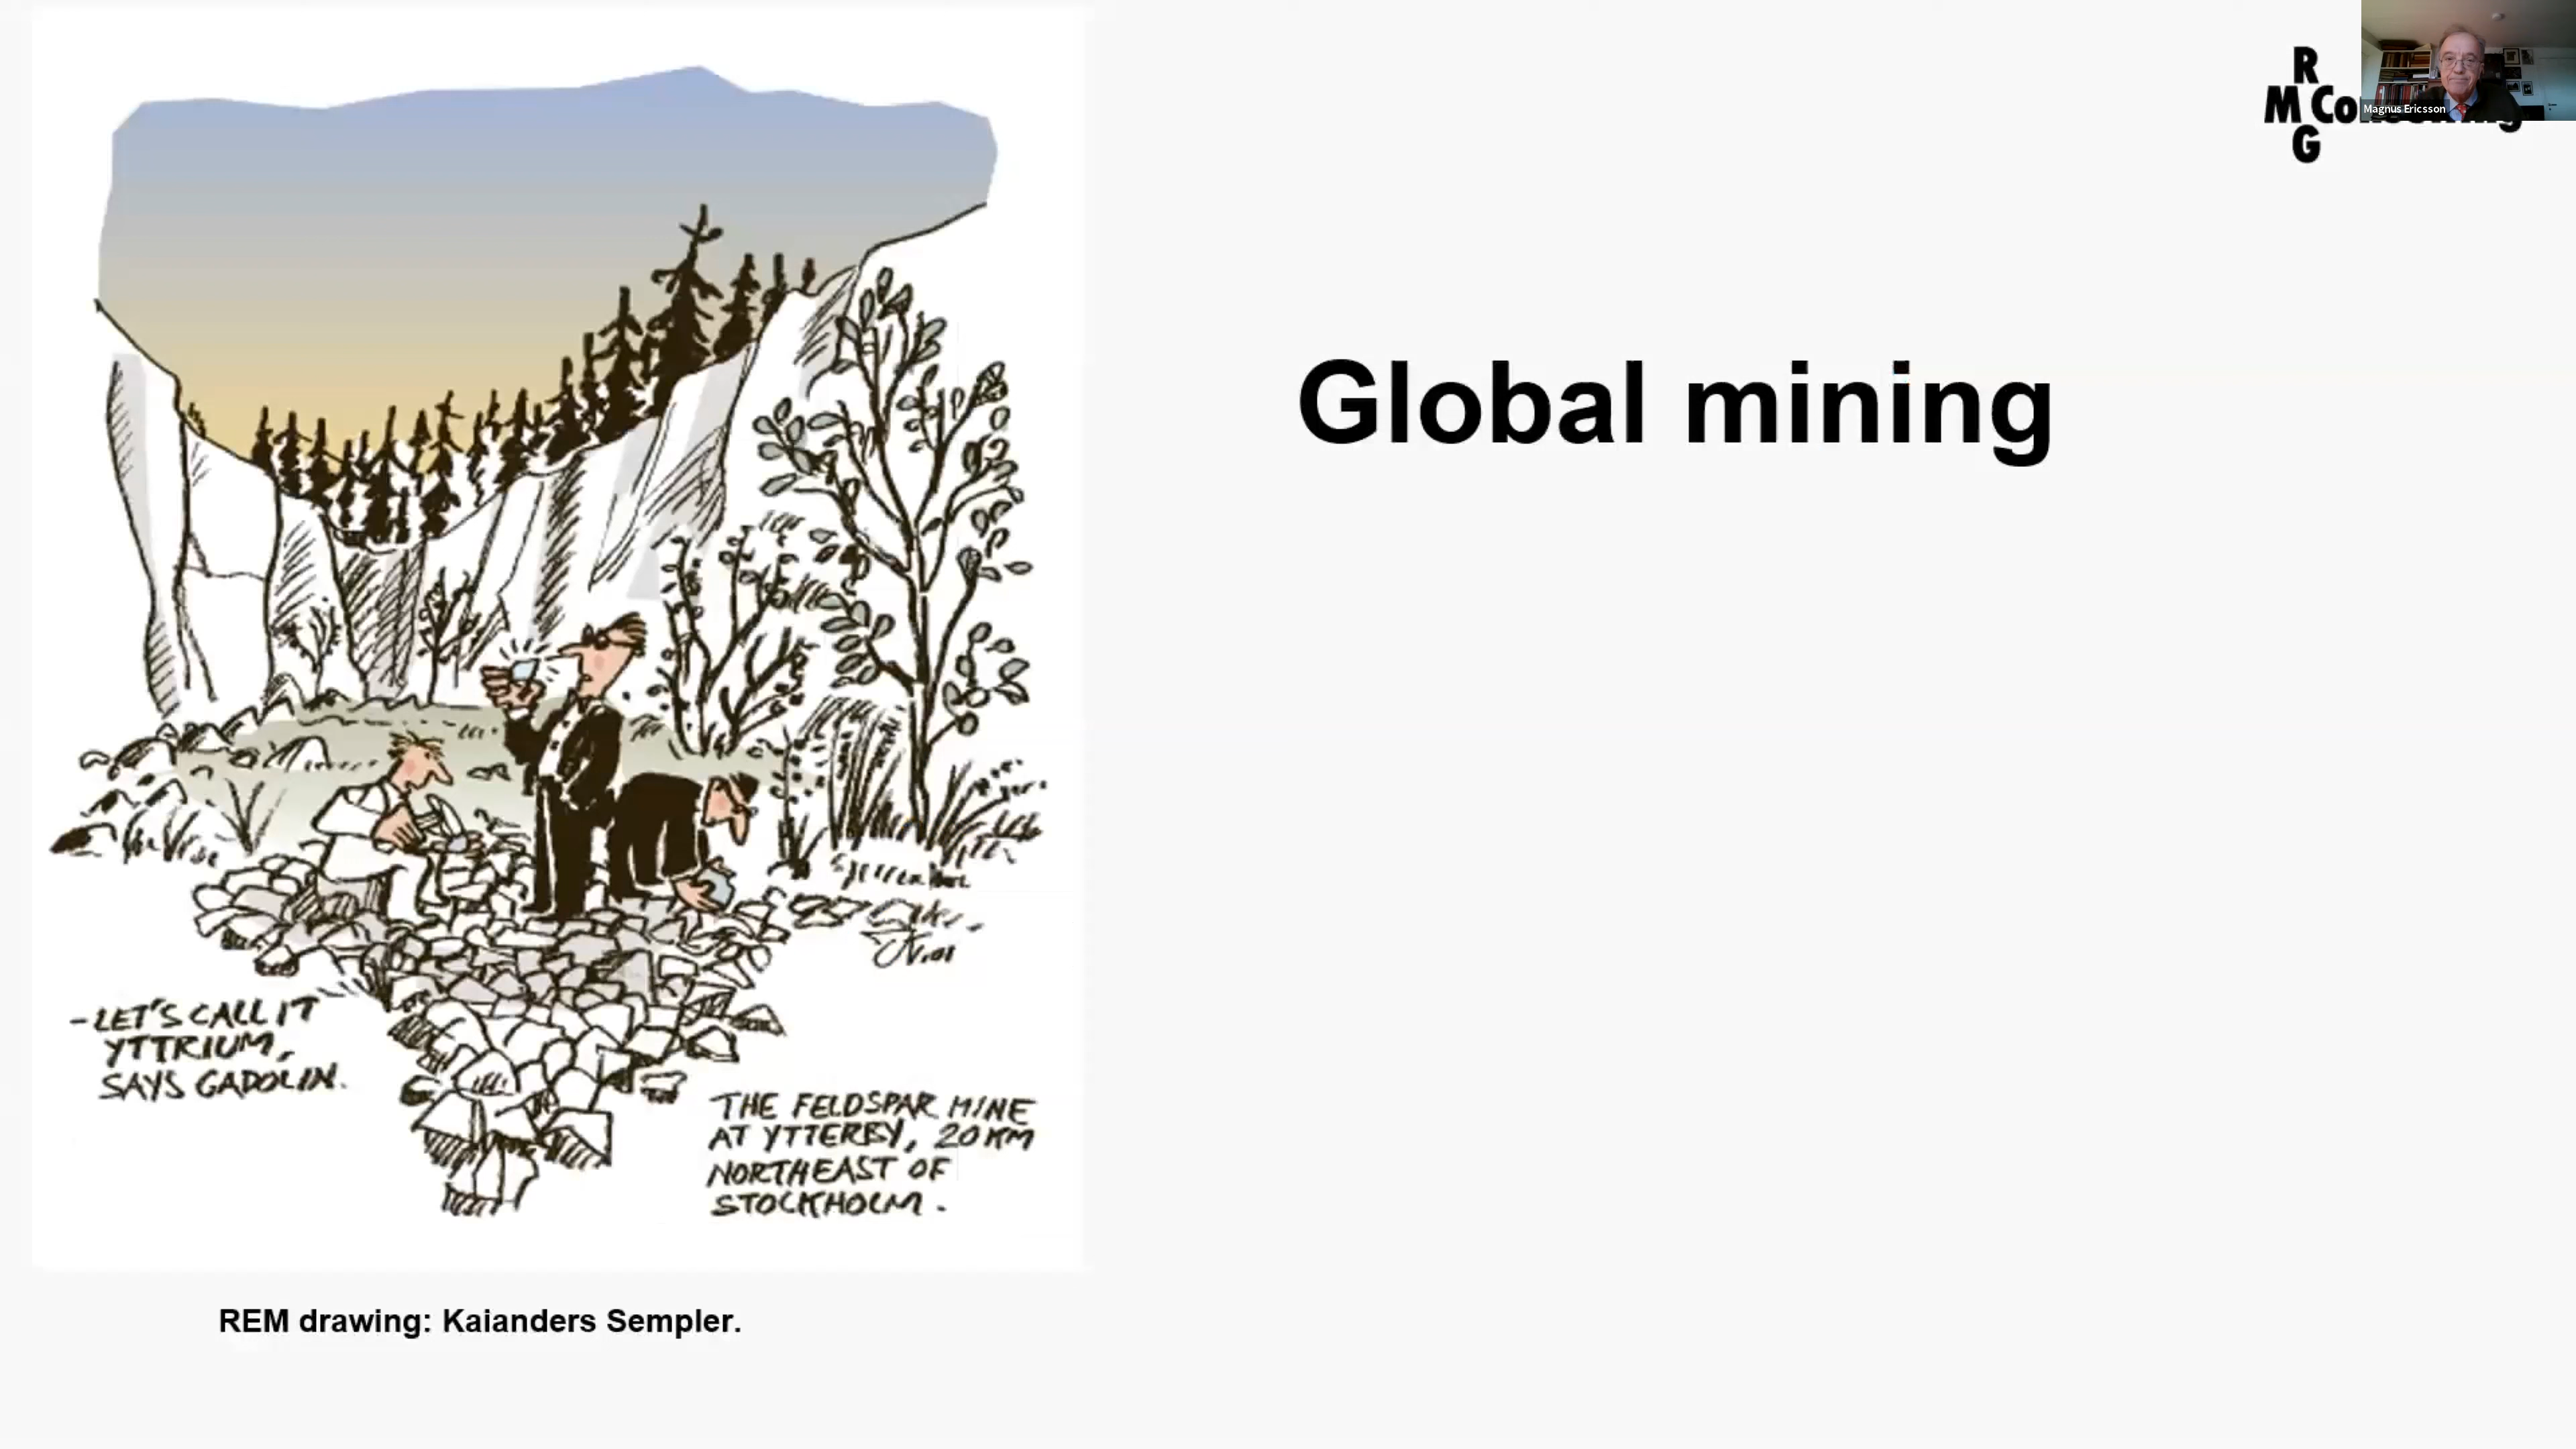 Global mining
R
M Co
G
Magnus Ericsson
-LET'S CALL IT
YTTRIUM,
SAYS GADOLIN.
THE FELDSPAR MINE
AT YTTERBY, 20 KM
NORTHEAST OF
STOCKHOLM.
REM drawing: Kaianders Sempler.